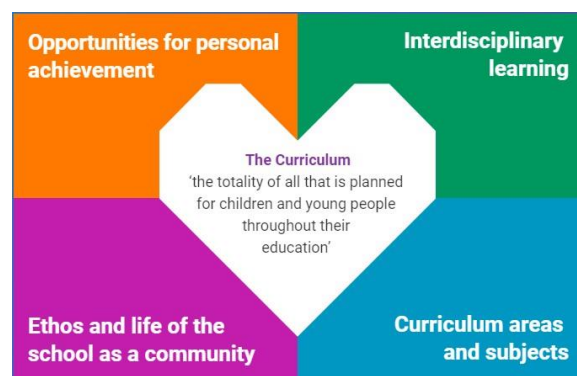 Opportunities for personal
achievement
Interdisciplinary
learning
The Curriculum
‘the totality of all that is planned
for children and young people
throughout their
education’
Ethos and life of the
school as a community
Curriculum areas
and subjects